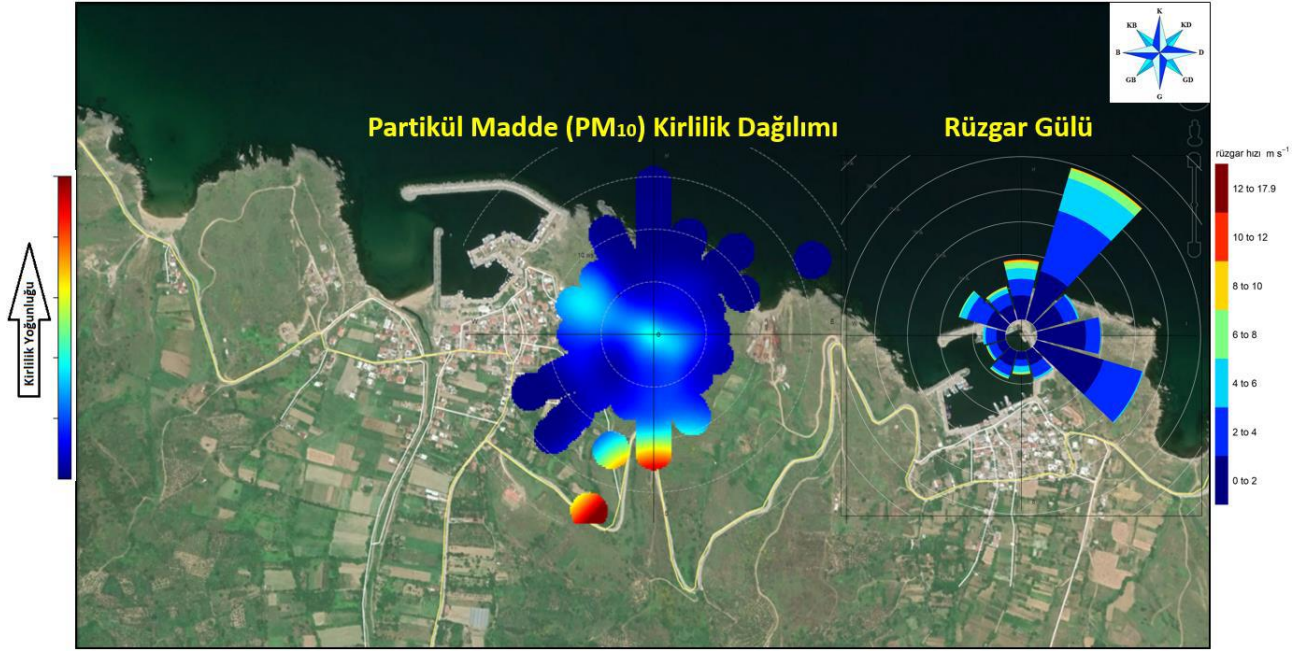 K
KB
KD
B
D
GB
GD
G
Partikül Madde (PM₁₀) Kirlilik Dağılımı
Rüzgar Gülü
Kirlilik Yoğunluğu
rüzgar hızı m s⁻¹
12 to 17.9
10 to 12
8 to 10
6 to 8
4 to 6
2 to 4
0 to 2